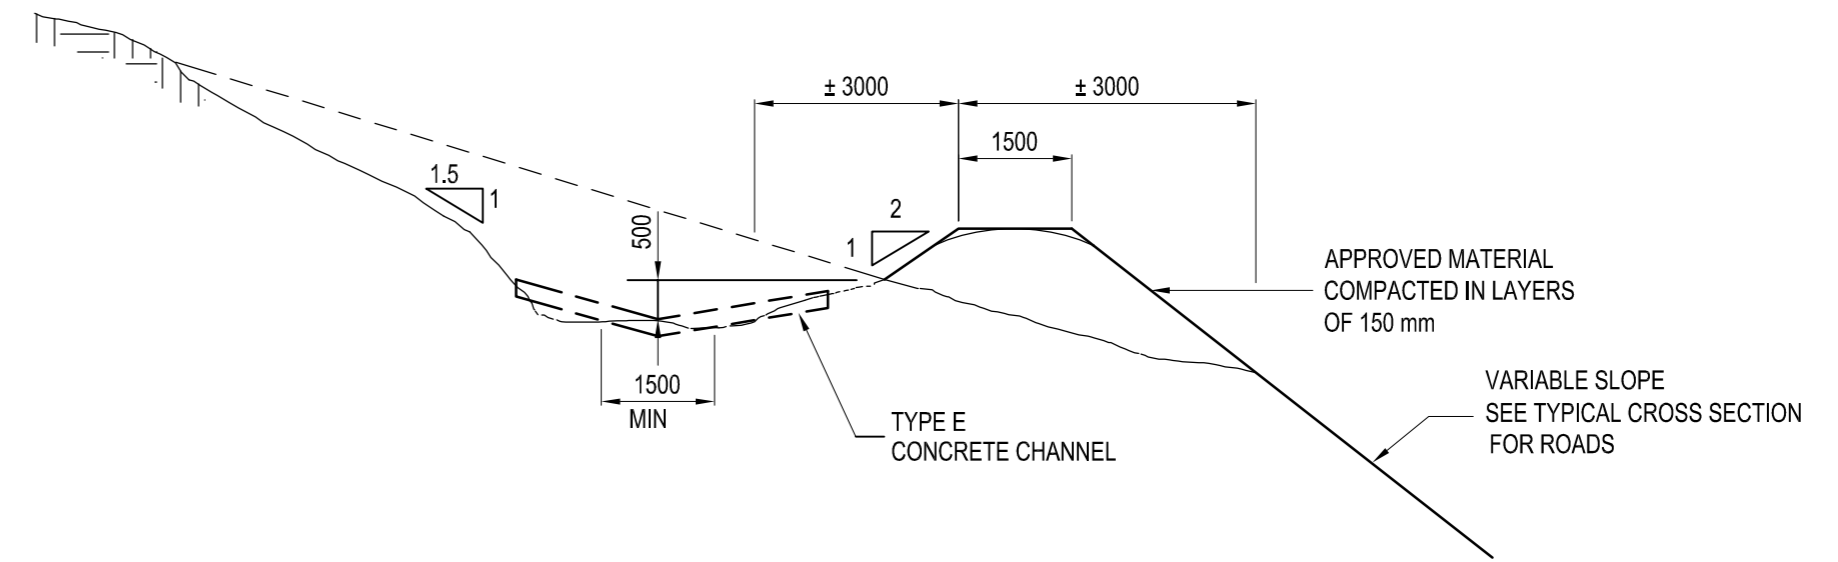 ± 3000
± 3000
1500
1.5
1
2
1
500
APPROVED MATERIAL
COMPACTED IN LAYERS
OF 150 mm
1500
MIN
TYPE E
CONCRETE CHANNEL
VARIABLE SLOPE
SEE TYPICAL CROSS SECTION
FOR ROADS